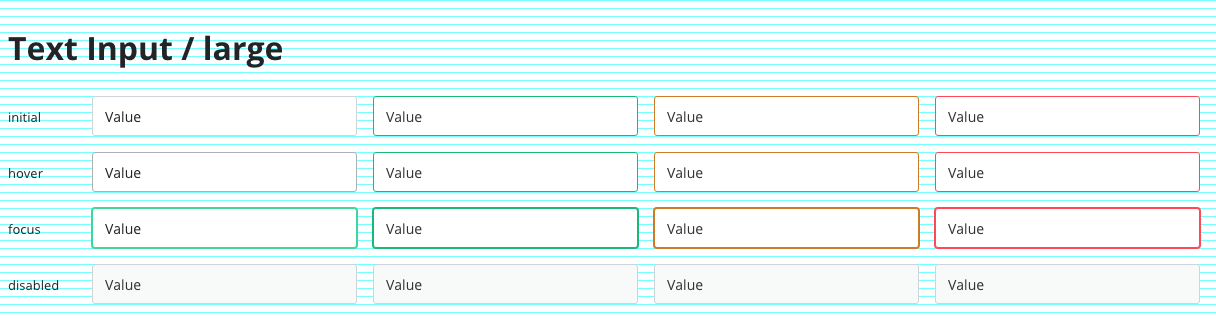 Text Input / large
initial Value Value Value Value
hover Value Value Value Value
focus Value Value Value Value
disabled Value Value Value Value